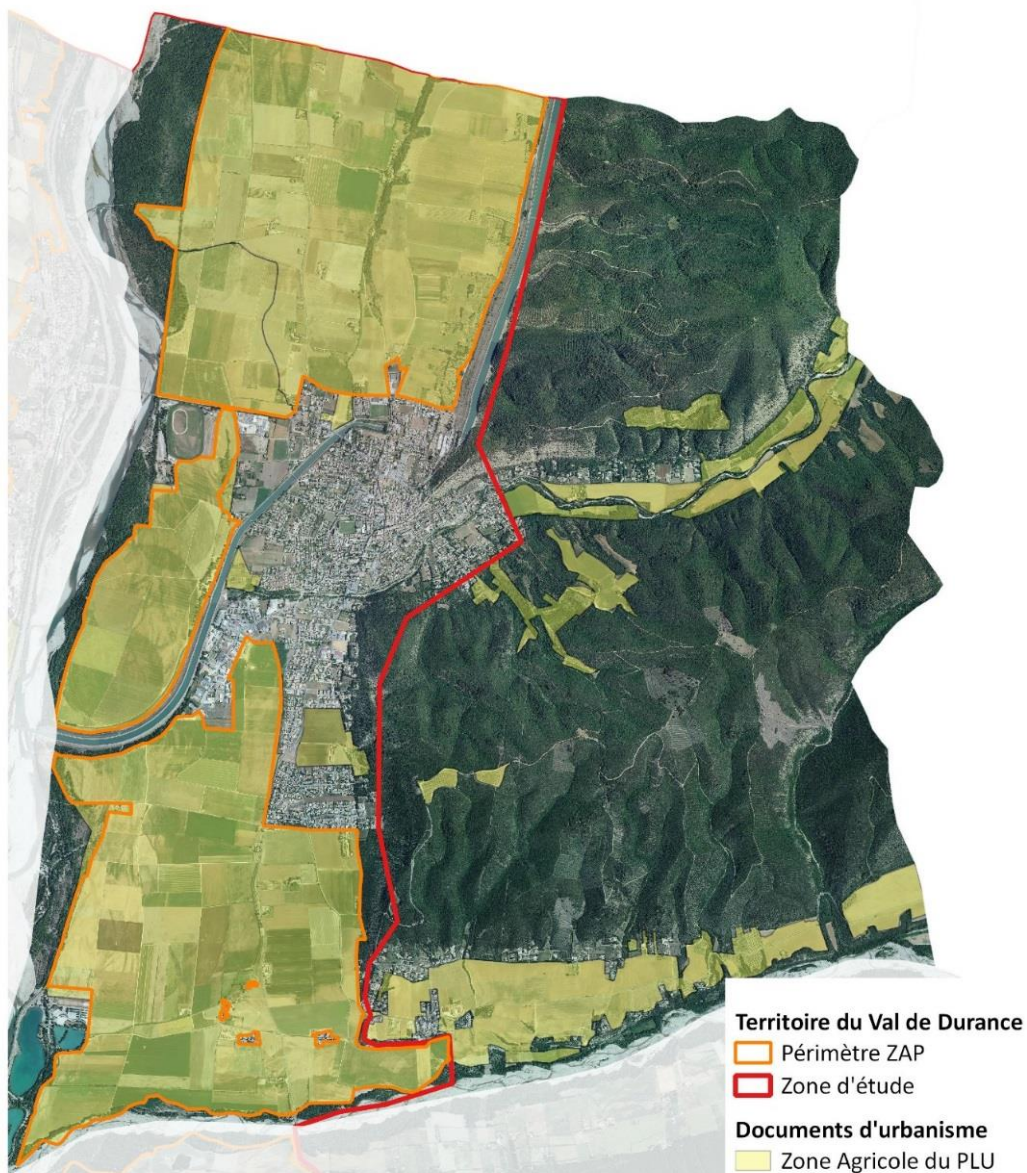 Territoire du Val de Durance
Périmètre ZAP
Zone d'étude
Documents d'urbanisme
Zone Agricole du PLU